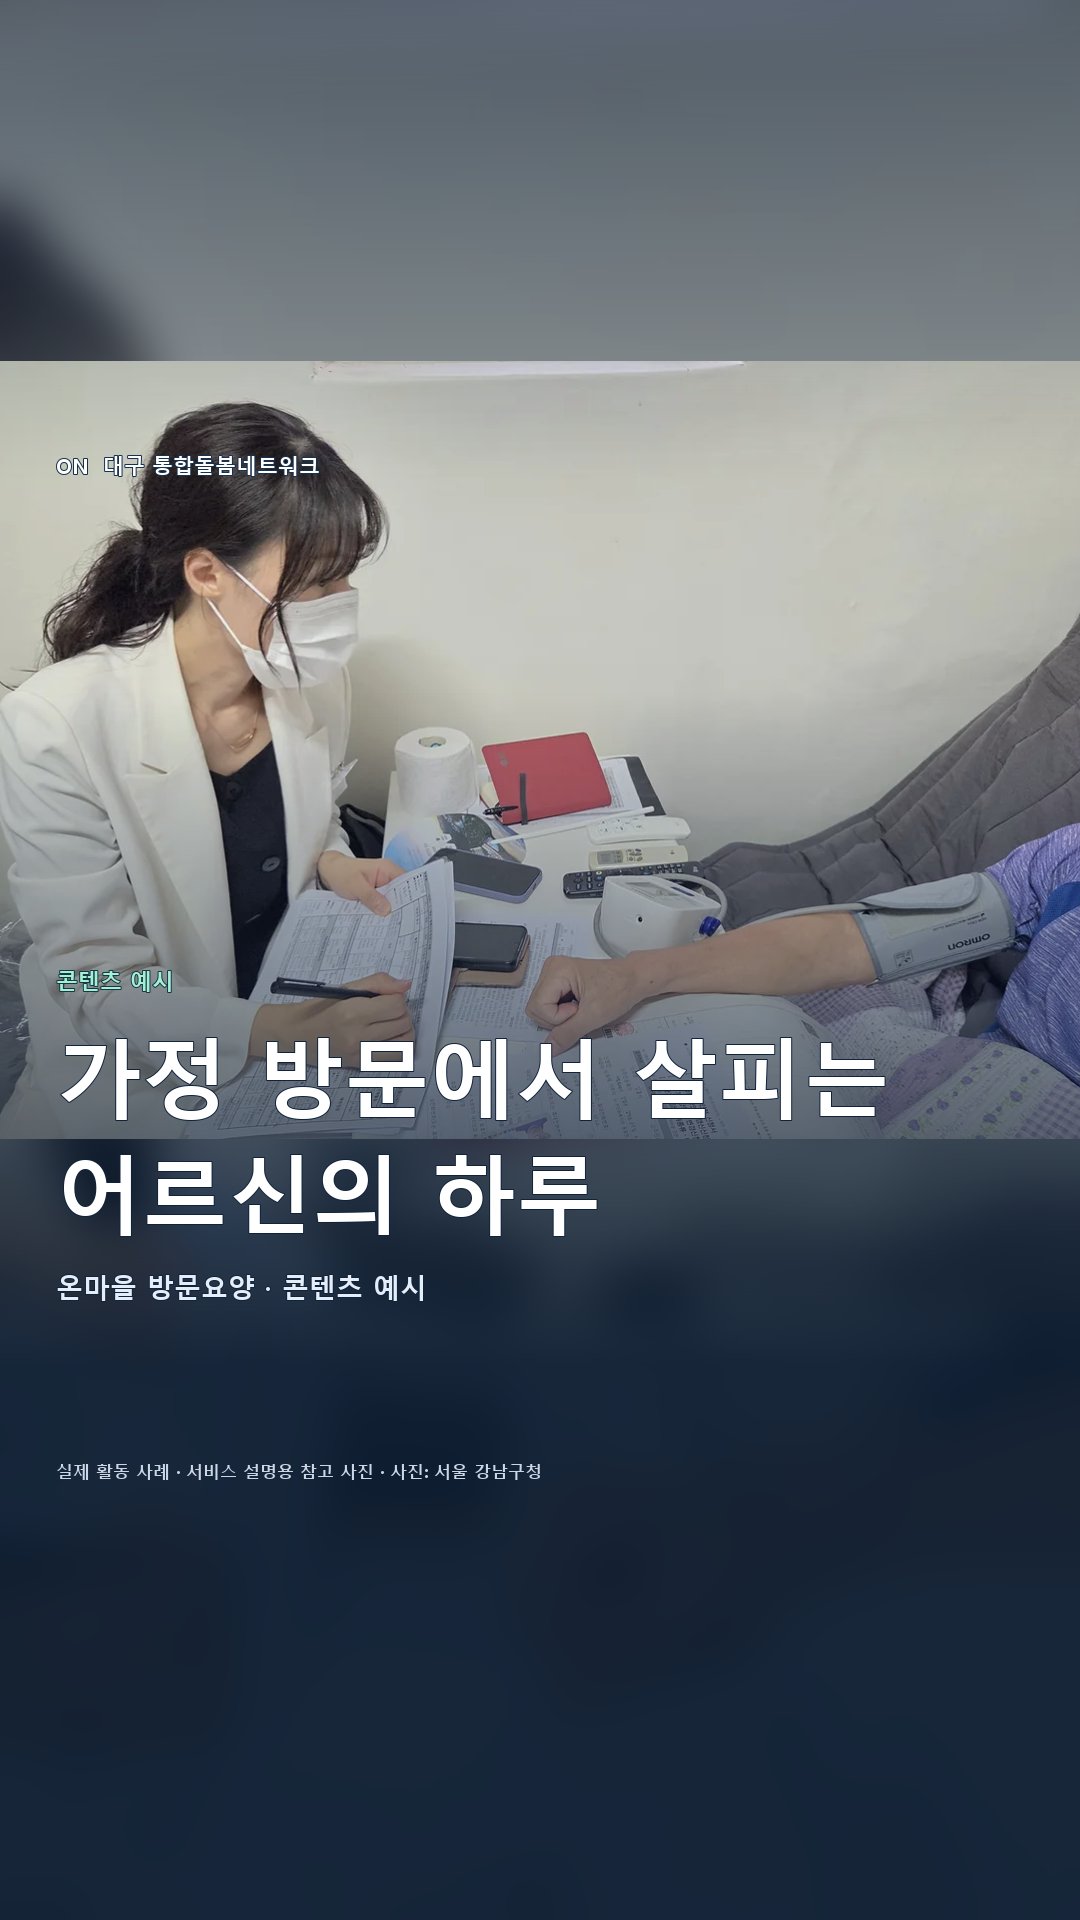 ON 대구 통합돌봄네트워크
OMRON
콘텐츠 예시
가정 방문에서 살피는
어르신의 하루
온마을 방문요양 · 콘텐츠 예시
실제 활동 사례 · 서비스 설명용 참고 사진 · 사진: 서울 강남구청